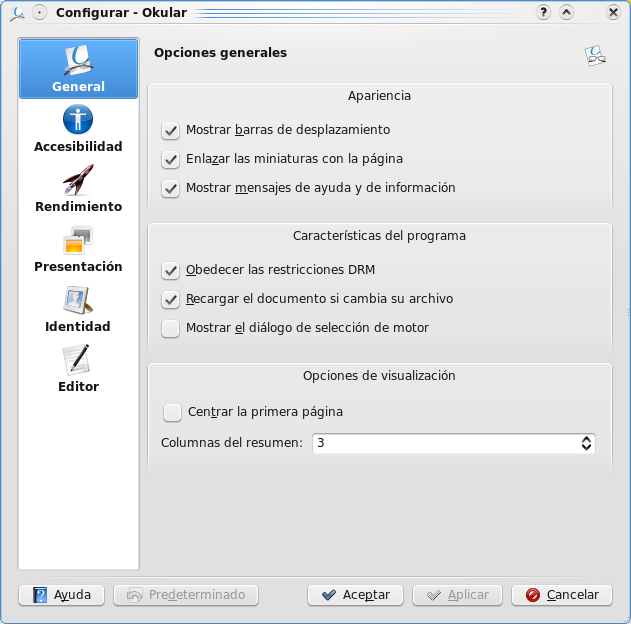 Configurar - Okular
General
Accesibilidad
Rendimiento
Presentación
Identidad
Editor
Opciones generales
Apariencia
Mostrar barras de desplazamiento
Enlazar las miniaturas con la página
Mostrar mensajes de ayuda y de información
Características del programa
Obedecer las restricciones DRM
Recargar el documento si cambia su archivo
Mostrar el diálogo de selección de motor
Opciones de visualización
Centrar la primera página
Columnas del resumen: 3
Ayuda Predeterminado Aceptar Aplicar Cancelar